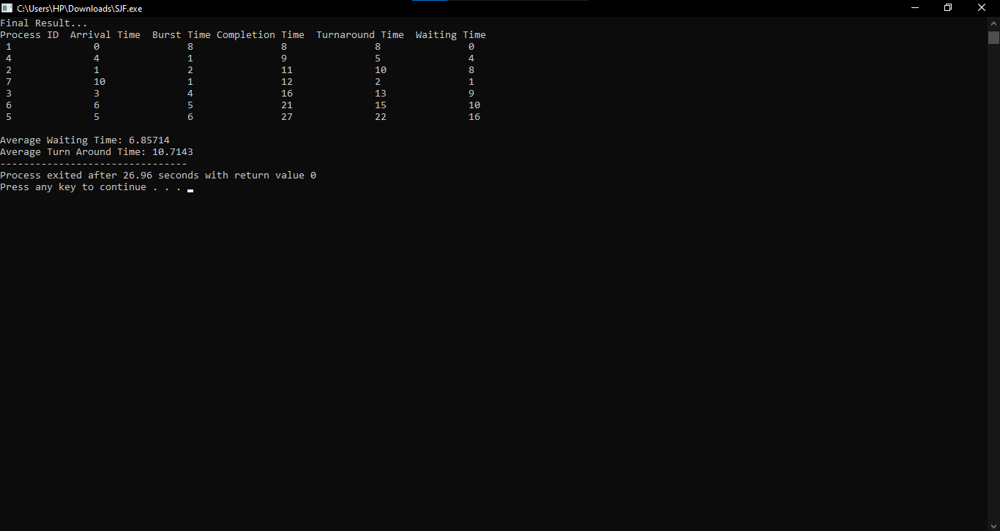 C:\Users\HP\Downloads\SJF.exe
Final Result...
Process ID  Arrival Time  Burst Time Completion Time  Turnaround Time  Waiting Time
1 0 8 8 8 0
4 4 1 9 5 4
2 1 2 11 10 8
7 10 1 12 2 1
3 3 4 16 13 9
6 6 5 21 15 10
5 5 6 27 22 16
Average Waiting Time: 6.85714
Average Turn Around Time: 10.7143
--------------------------------
Process exited after 26.96 seconds with return value 0
Press any key to continue . . .